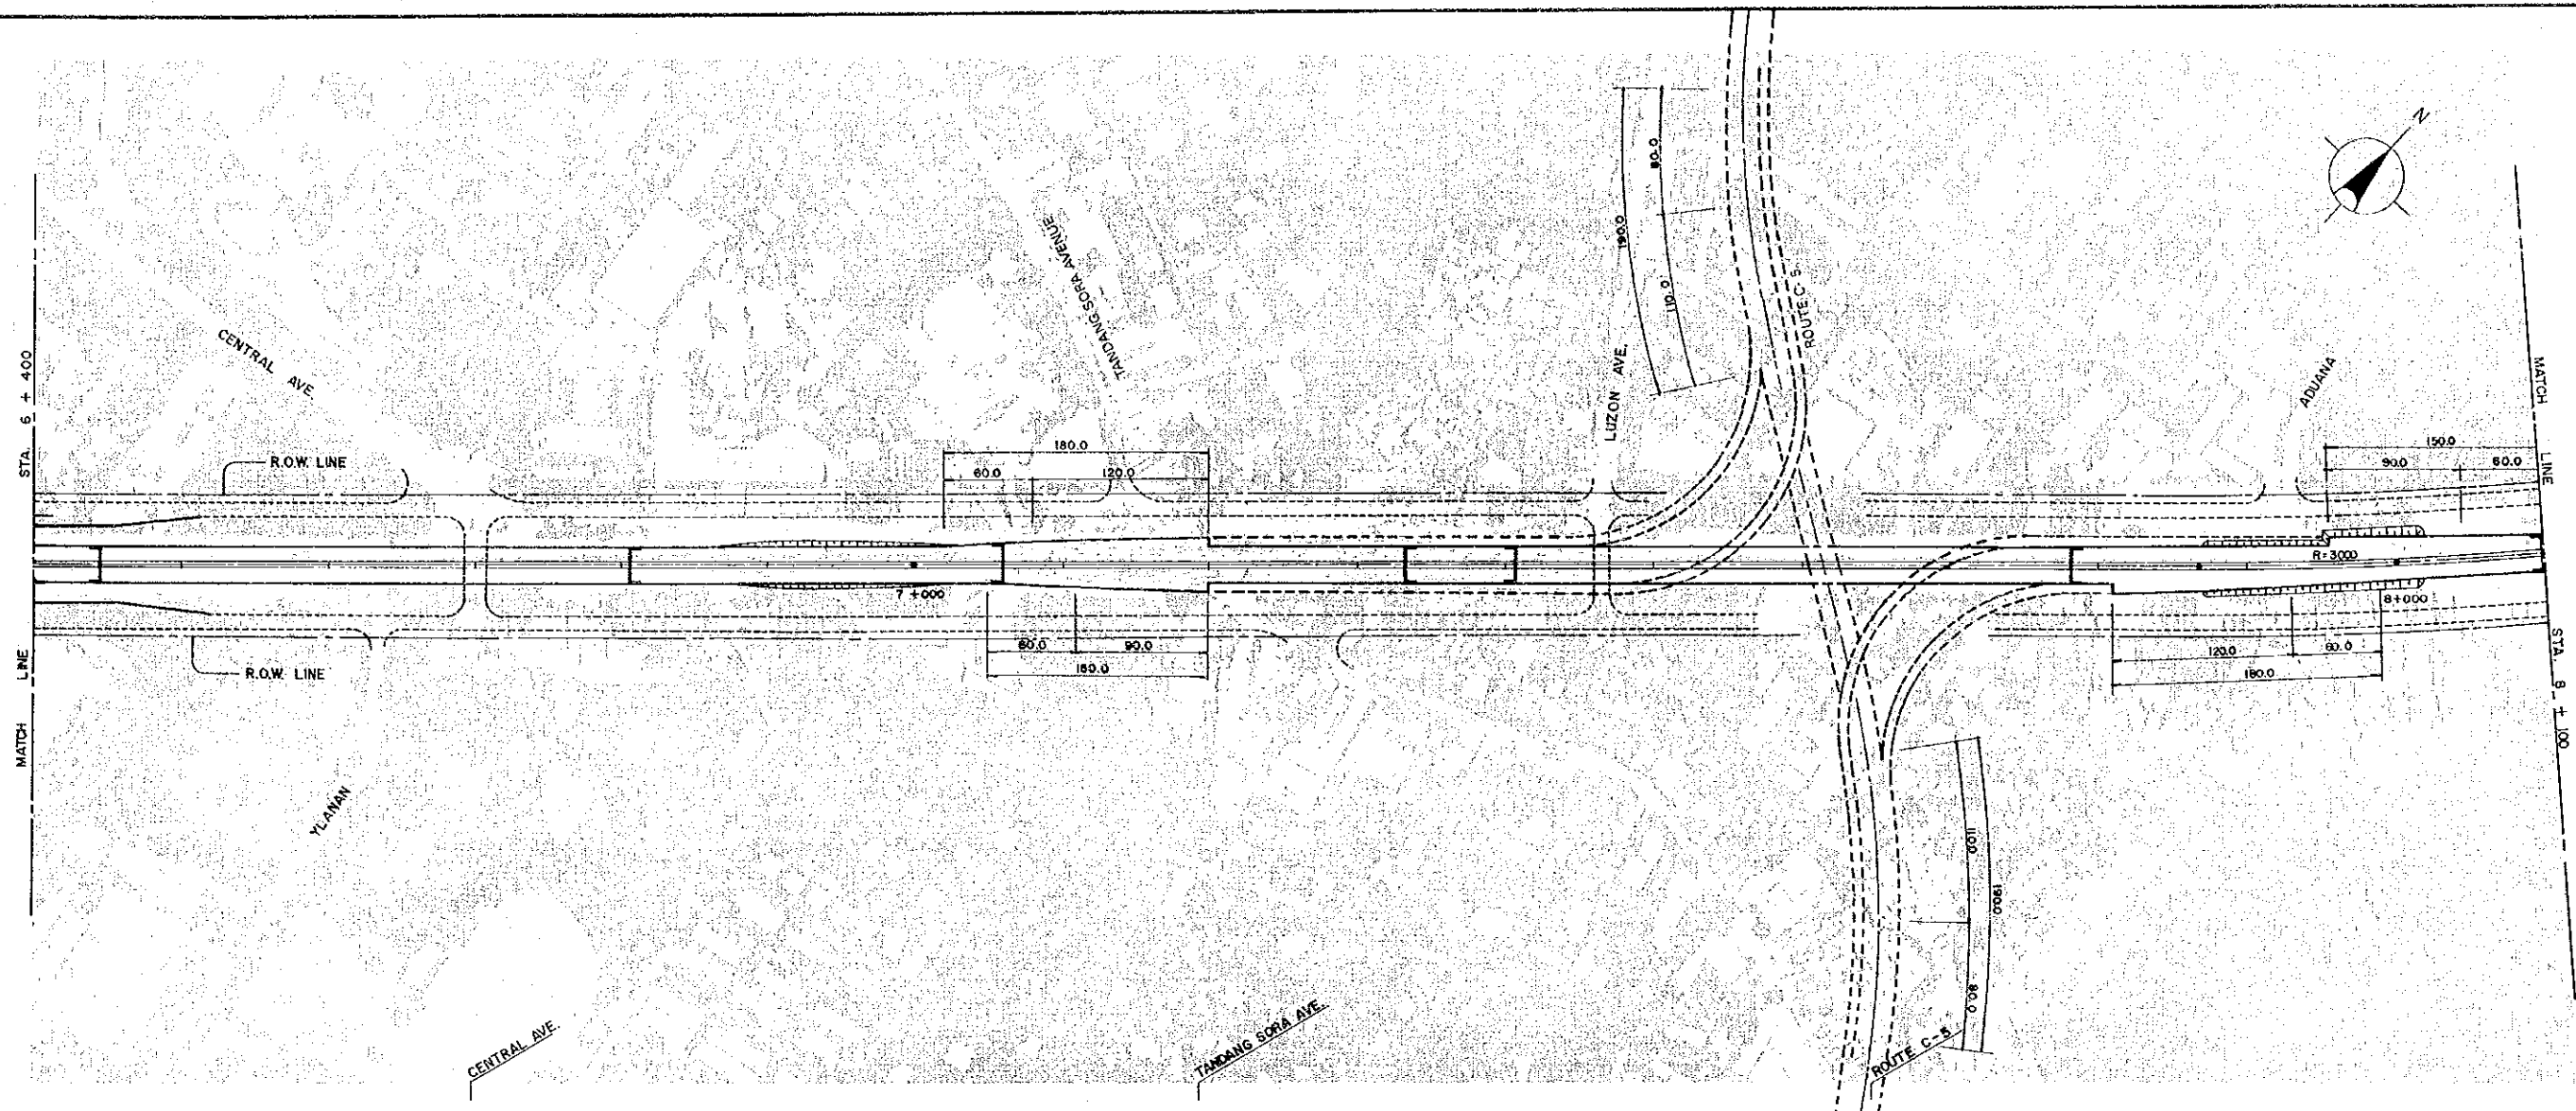 N
ROUTE C-5
80.0
190.0
110.0
TANDANG SORA AVENUE
CENTRAL AVE.
LUZON AVE.
ADUANA
MATCH LINE
STA. 6 + 400
R.O.W. LINE
180.0
60.0 120.0
150.0
90.0 60.0
R=3000
7 +000
8+000
60.0 90.0
150.0
120.0 60.0
180.0
R.O.W. LINE
MATCH LINE
STA 8 + 100
YLANAN
110.0
190.0
80.0
CENTRAL AVE.
TANDANG SORA AVE.
ROUTE C-5